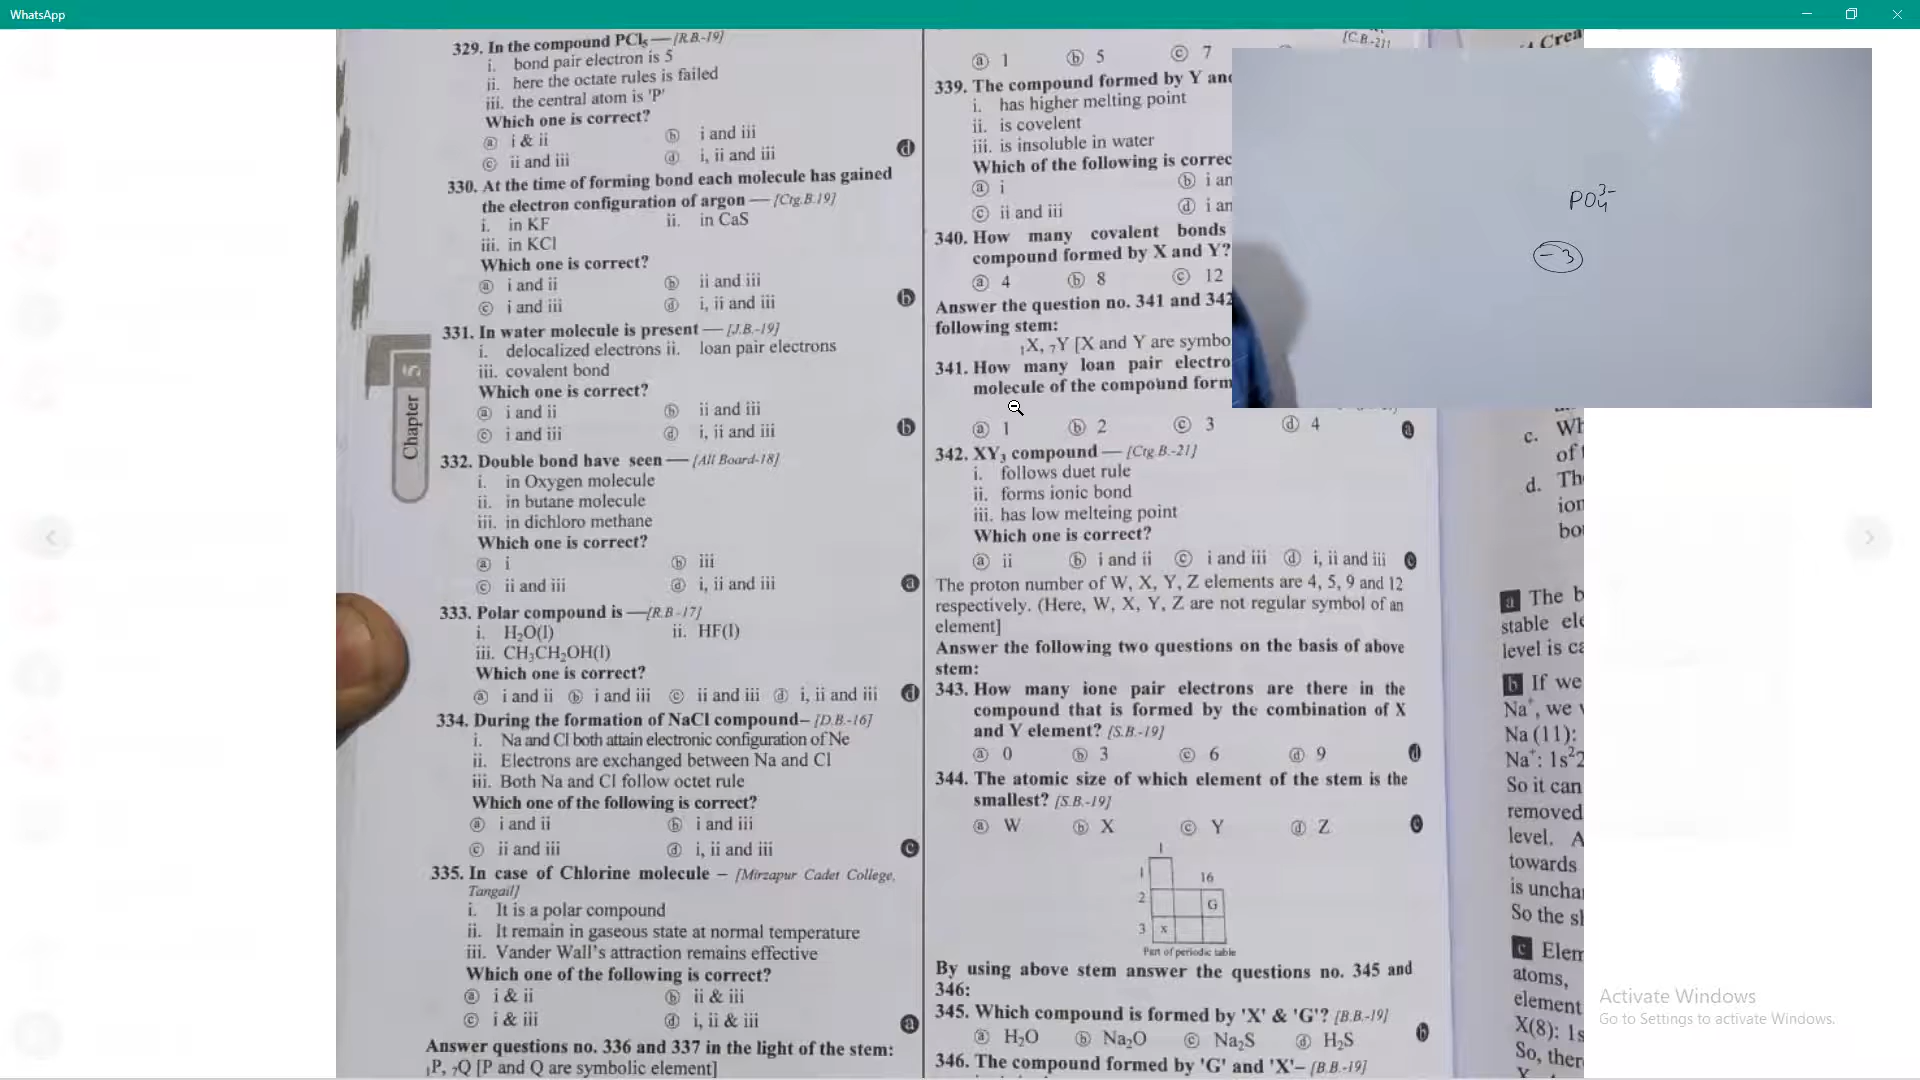 WhatsApp
329. In the compound PCl₅ — [R.B.-19]
i. bond pair electron is 5
ii. here the octate rules is failed
iii. the central atom is 'P'
Which one is correct?
ⓐ i & ii ⓑ i and iii
ⓒ ii and iii ⓓ i, ii and iii ⓓ
330. At the time of forming bond each molecule has gained
the electron configuration of argon — [Ctg.B.19]
i. in KF ii. in CaS
iii. in KCl
Which one is correct?
ⓐ i and ii ⓑ ii and iii
ⓒ i and iii ⓓ i, ii and iii ⓑ
331. In water molecule is present — [J.B.-19]
i. delocalized electrons ii. loan pair electrons
iii. covalent bond
Which one is correct?
ⓐ i and ii ⓑ ii and iii
ⓒ i and iii ⓓ i, ii and iii ⓑ
332. Double bond have seen — [All Board-18]
i. in Oxygen molecule
ii. in butane molecule
iii. in dichloro methane
Which one is correct?
ⓐ i ⓑ iii
ⓒ ii and iii ⓓ i, ii and iii ⓐ
333. Polar compound is —[R.B.-17]
i. H₂O(l) ii. HF(l)
iii. CH₃CH₂OH(l)
Which one is correct?
ⓐ i and ii ⓑ i and iii ⓒ ii and iii ⓓ i, ii and iii ⓓ
334. During the formation of NaCl compound– [D.B.-16]
i. Na and Cl both attain electronic configuration of Ne
ii. Electrons are exchanged between Na and Cl
iii. Both Na and Cl follow octet rule
Which one of the following is correct?
ⓐ i and ii ⓑ i and iii
ⓒ ii and iii ⓓ i, ii and iii ⓒ
335. In case of Chlorine molecule – [Mirzapur Cadet College,
Tangail]
i. It is a polar compound
ii. It remain in gaseous state at normal temperature
iii. Vander Wall's attraction remains effective
Which one of the following is correct?
ⓐ i & ii ⓑ ii & iii
ⓒ i & iii ⓓ i, ii & iii ⓐ
Answer questions no. 336 and 337 in the light of the stem:
₁P, ₇Q [P and Q are symbolic element]
Chapter 5
[C.B.-21]
ⓐ 1 ⓑ 5 ⓒ 7
339. The compound formed by Y and
i. has higher melting point
ii. is covelent
iii. is insoluble in water
Which of the following is correc
ⓐ i ⓑ i an
ⓒ ii and iii ⓓ i an
340. How many covalent bonds
compound formed by X and Y?
ⓐ 4 ⓑ 8 ⓒ 12
Answer the question no. 341 and 342
following stem:
₁X, ₇Y [X and Y are symbo
341. How many loan pair electro
molecule of the compound form
ⓐ 1 ⓑ 2 ⓒ 3 ⓓ 4 ⓐ
342. XY₃ compound — [Ctg.B.-21]
i. follows duet rule
ii. forms ionic bond
iii. has low melteing point
Which one is correct?
ⓐ ii ⓑ i and ii ⓒ i and iii ⓓ i, ii and iii ⓒ
The proton number of W, X, Y, Z elements are 4, 5, 9 and 12
respectively. (Here, W, X, Y, Z are not regular symbol of an
element]
Answer the following two questions on the basis of above
stem:
343. How many ione pair electrons are there in the
compound that is formed by the combination of X
and Y element? [S.B.-19]
ⓐ 0 ⓑ 3 ⓒ 6 ⓓ 9 ⓓ
344. The atomic size of which element of the stem is the
smallest? [S.B.-19]
ⓐ W ⓑ X ⓒ Y ⓓ Z ⓒ
1
1 16
2 G
3 x
Part of periodic table
By using above stem answer the questions no. 345 and
346:
345. Which compound is formed by 'X' & 'G'? [B.B.-19]
ⓐ H₂O ⓑ Na₂O ⓒ Na₂S ⓓ H₂S ⓑ
346. The compound formed by 'G' and 'X'– [B.B.-19]
PO₄³⁻
−3
Crea
c. Wh
of
d. Th
ion
bo
a The b
stable ele
level is ca
b If we
Na⁺, we
Na (11):
Na⁺: 1s²2
So it can
removed
level. A
towards
is uncha
So the s
c Elem
atoms,
element
X(8): 1s
So, ther
Activate Windows
Go to Settings to activate Windows.